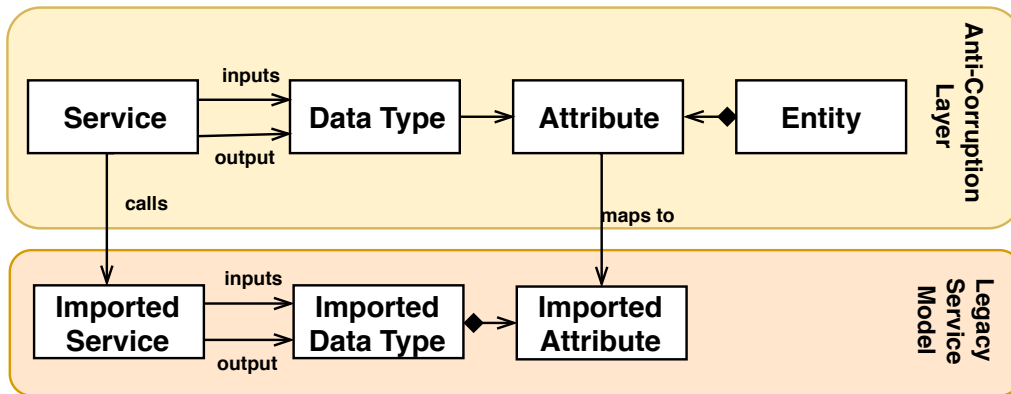 inputs
Service
Data Type
Attribute
Entity
output
Anti-Corruption
Layer
calls
maps to
inputs
Imported
Service
Imported
Data Type
Imported
Attribute
output
Legacy
Service
Model